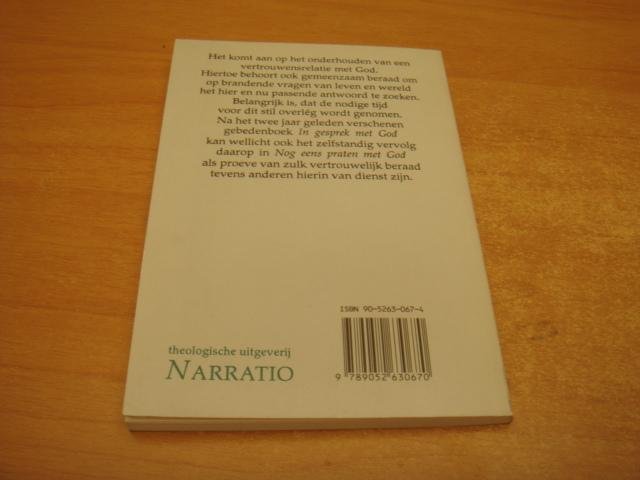 Het komt aan op het onderhouden van een
vertrouwensrelatie met God.
Hiertoe behoort ook gemeenzaam beraad om
op brandende vragen van leven en wereld
het hier en nu passende antwoord te zoeken.
Belangrijk is, dat de nodige tijd
voor dit stil overlég wordt genomen.
Na het twee jaar geleden verschenen
gebedenboek In gesprek met God
kan wellicht ook het zelfstandig vervolg
daarop in Nog eens praten met God
als proeve van zulk vertrouwelijk beraad
tevens anderen hierin van dienst zijn.
ISBN 90-5263-067-4
9 789052 630670
theologische uitgeverij
NARRATIO